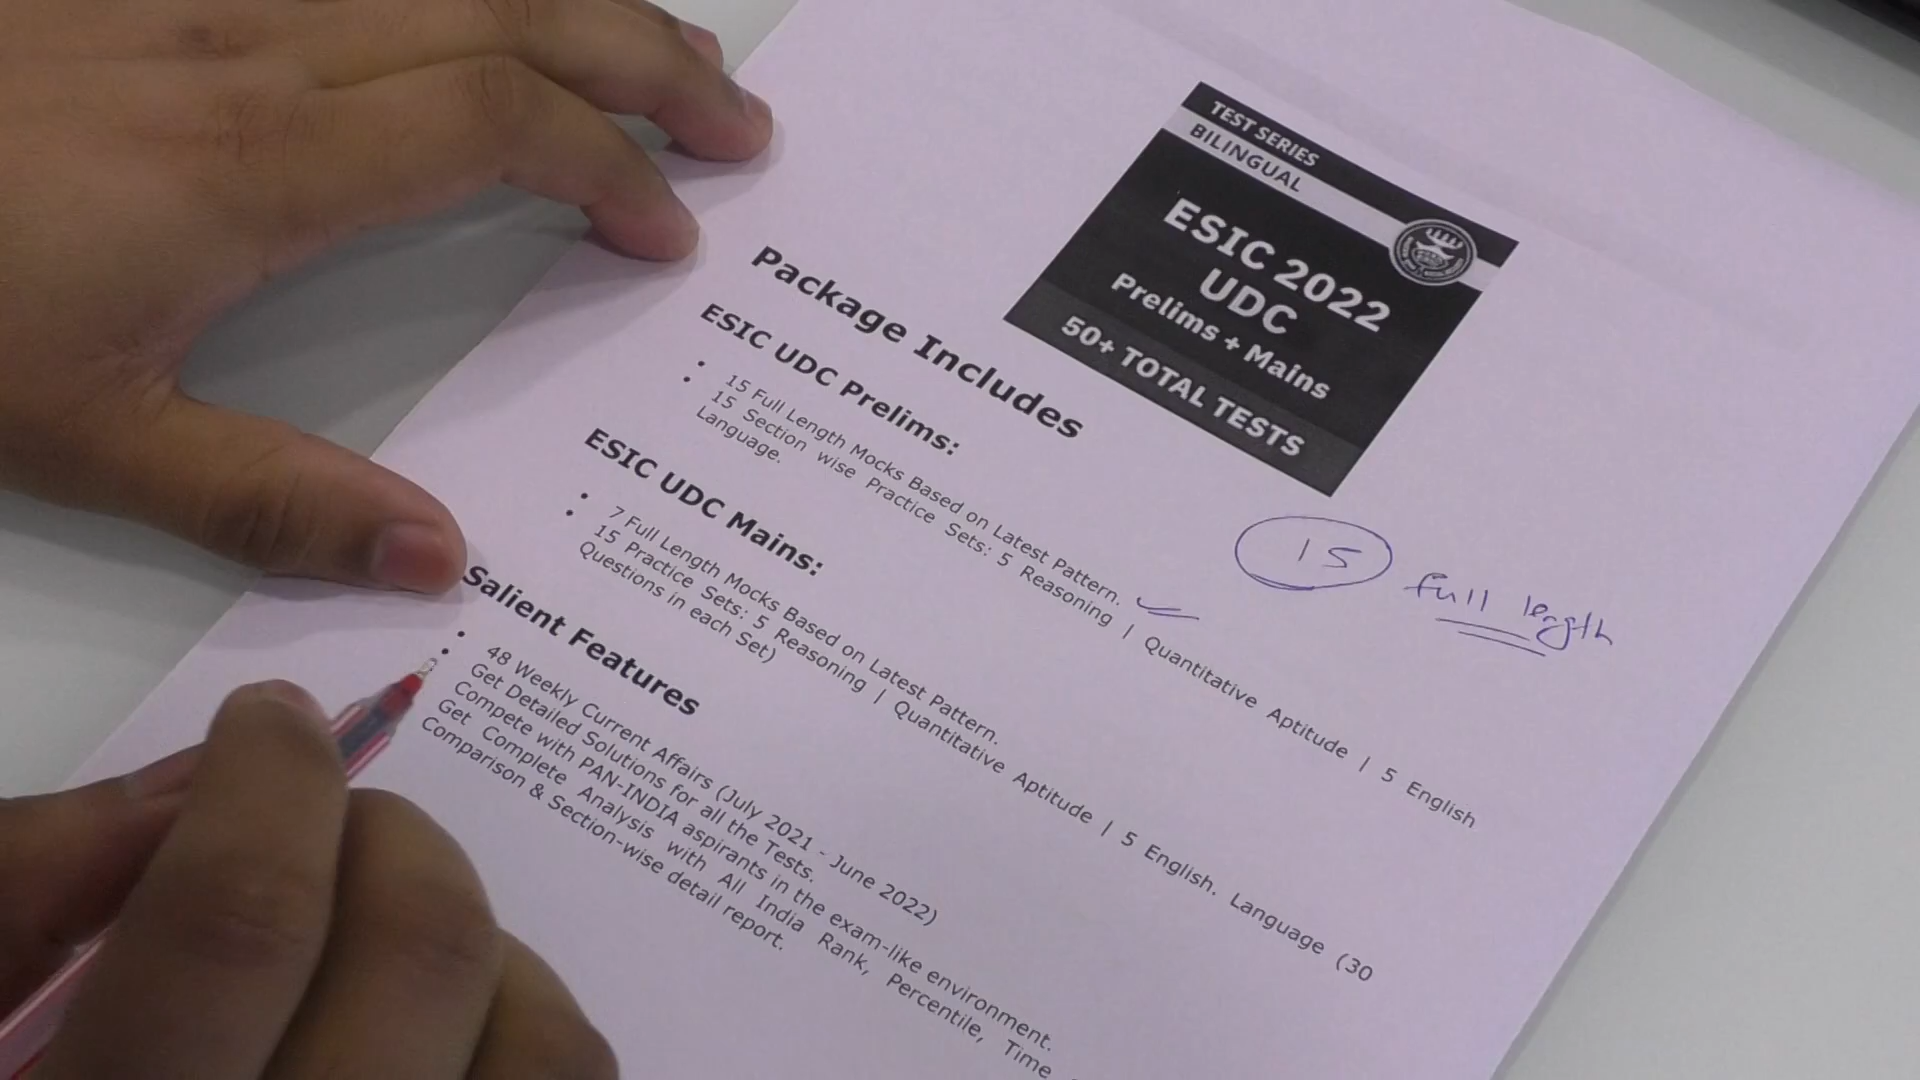 TEST SERIES
BILINGUAL
ESIC 2022
UDC
Prelims + Mains
50+ TOTAL TESTS
Package Includes
ESIC UDC Prelims:
• 15 Full Length Mocks Based on Latest Pattern.
• 15 Section wise Practice Sets: 5 Reasoning | Quantitative Aptitude | 5 English
Language.
15 full length
ESIC UDC Mains:
• 7 Full Length Mocks Based on Latest Pattern.
• 15 Practice Sets: 5 Reasoning | Quantitative Aptitude | 5 English. Language (30
Questions in each Set)
Salient Features
• 48 Weekly Current Affairs (July 2021 - June 2022)
• Get Detailed Solutions for all the Tests.
Compete with PAN-INDIA aspirants in the exam-like environment.
Get Complete Analysis with All India Rank, Percentile, Time
Comparison & Section-wise detail report.